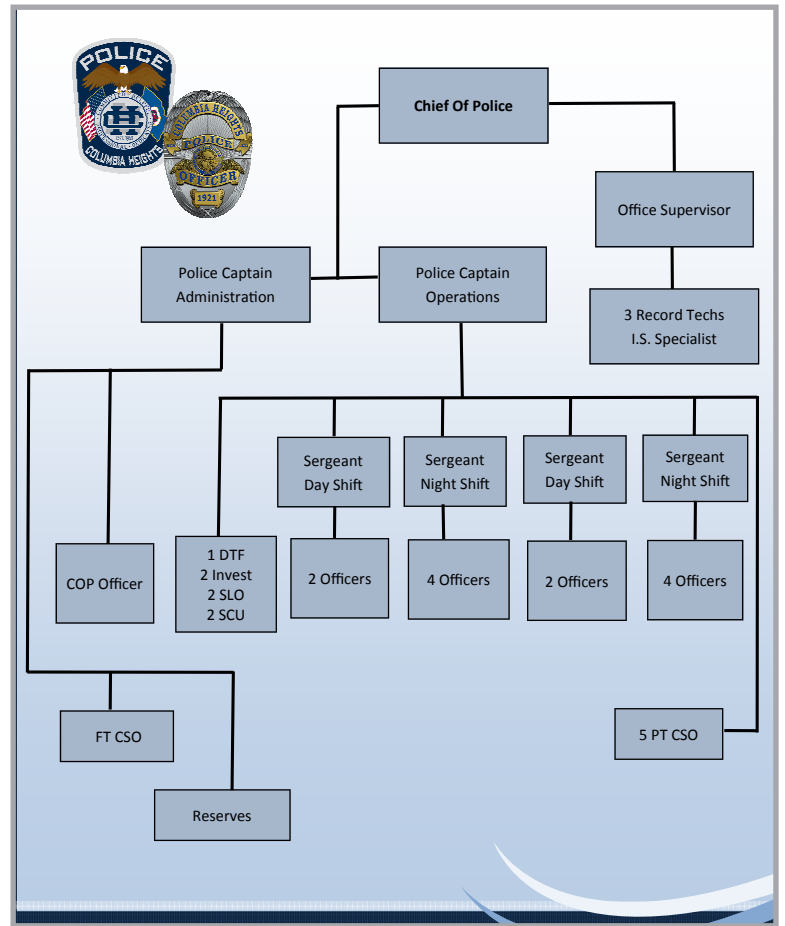 POLICE
COLUMBIA HEIGHTS
COLUMBIA HEIGHTS
POLICE
OFFICER
1921
Chief Of Police
Office Supervisor
Police Captain
Administration
Police Captain
Operations
3 Record Techs
I.S. Specialist
Sergeant
Day Shift
Sergeant
Night Shift
Sergeant
Day Shift
Sergeant
Night Shift
COP Officer
1 DTF
2 Invest
2 SLO
2 SCU
2 Officers
4 Officers
2 Officers
4 Officers
FT CSO
5 PT CSO
Reserves